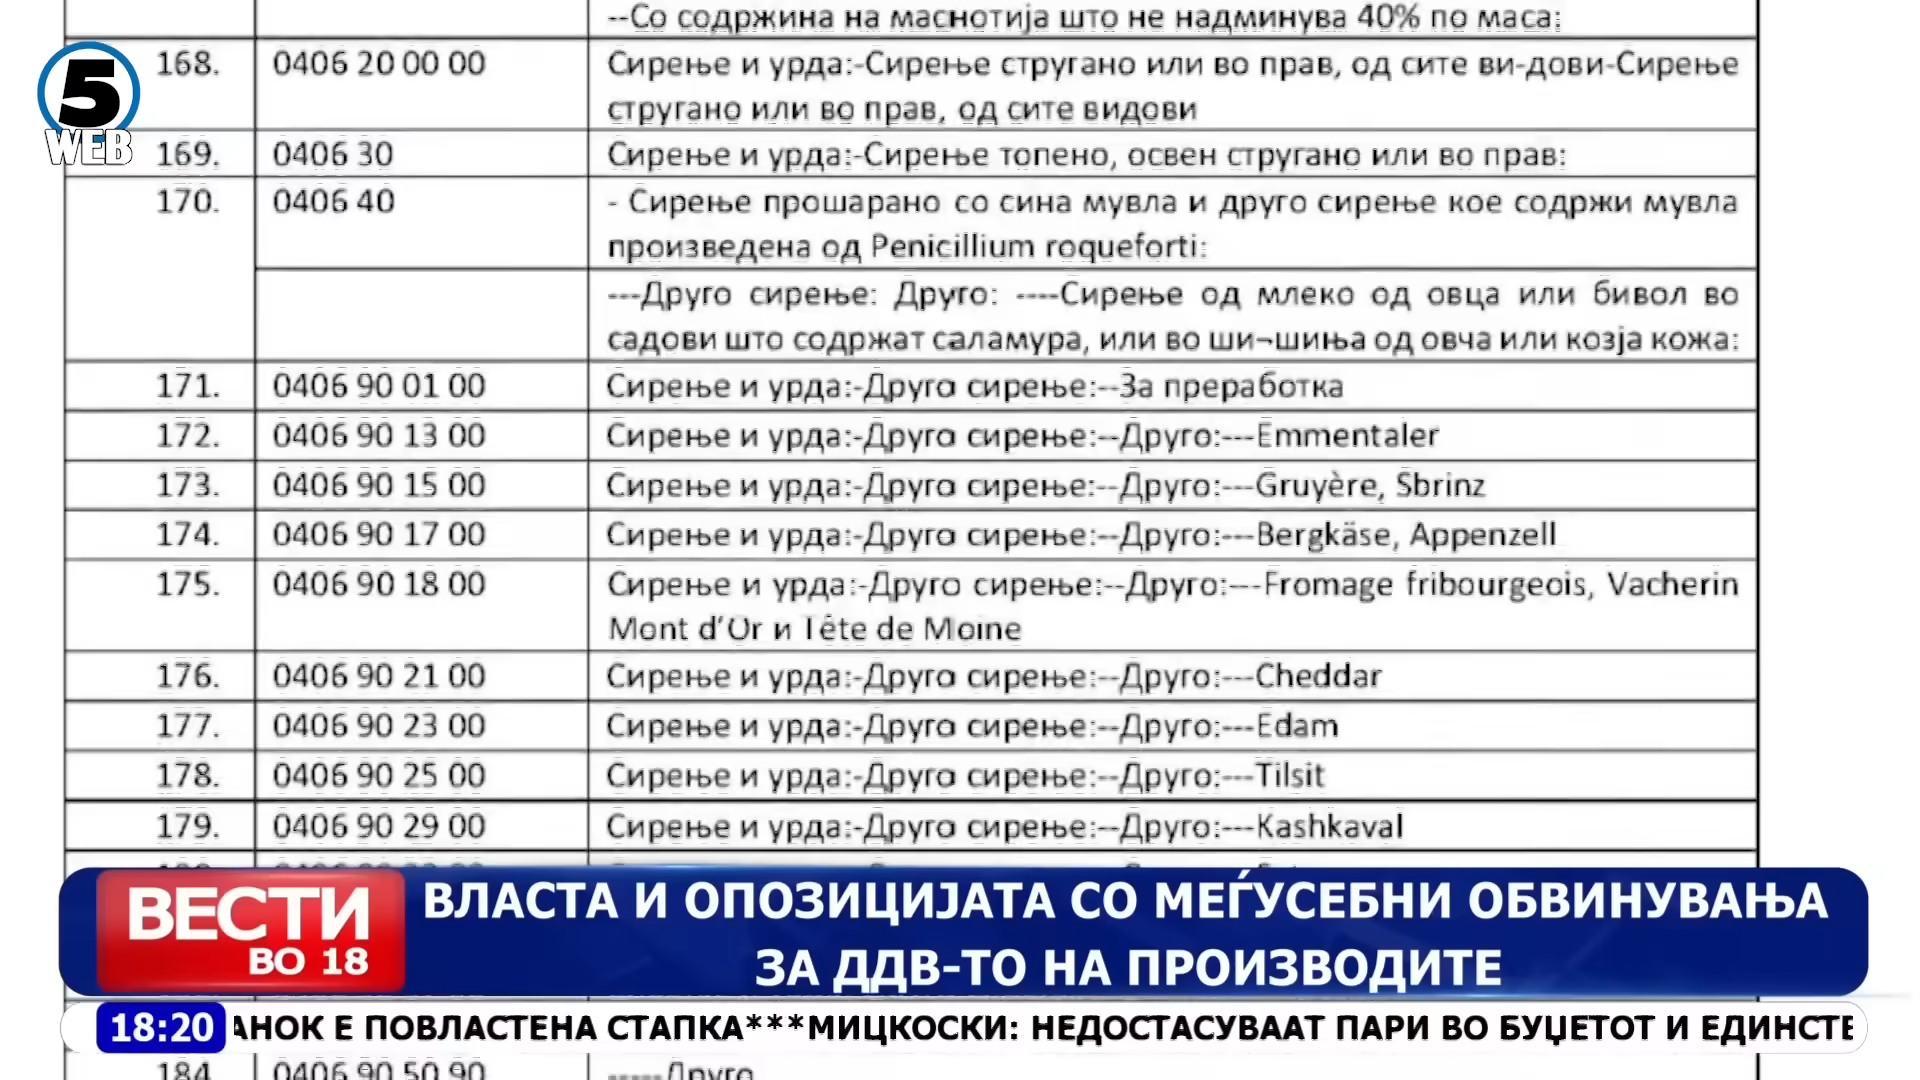 --Со содржина на маснотија што не надминува 40% по маса:
168. 0406 20 00 00 Сирење и урда:-Сирење стругано или во прав, од сите ви-дови-Сирење
стругано или во прав, од сите видови
169. 0406 30 Сирење и урда:-Сирење топено, освен стругано или во прав:
170. 0406 40 - Сирење прошарано со сина мувла и друго сирење кое содржи мувла
произведена од Penicillium roqueforti:
---Друго сирење: Друго: ----Сирење од млеко од овца или бивол во
садови што содржат саламура, или во ши¬шиња од овча или козја кожа:
171. 0406 90 01 00 Сирење и урда:-Друго сирење:--За преработка
172. 0406 90 13 00 Сирење и урда:-Друго сирење:--Друго:---Emmentaler
173. 0406 90 15 00 Сирење и урда:-Друго сирење:--Друго:---Gruyère, Sbrinz
174. 0406 90 17 00 Сирење и урда:-Друго сирење:--Друго:---Bergkäse, Appenzell
175. 0406 90 18 00 Сирење и урда:-Друго сирење:--Друго:---Fromage fribourgeois, Vacherin
Mont d’Or и Tête de Moine
176. 0406 90 21 00 Сирење и урда:-Друго сирење:--Друго:---Cheddar
177. 0406 90 23 00 Сирење и урда:-Друго сирење:--Друго:---Edam
178. 0406 90 25 00 Сирење и урда:-Друго сирење:--Друго:---Tilsit
179. 0406 90 29 00 Сирење и урда:-Друго сирење:--Друго:---Kashkaval
184. 0406 90 50 90 -----Друго
5
WEB
ВЕСТИ
ВО 18
ВЛАСТА И ОПОЗИЦИЈАТА СО МЕЃУСЕБНИ ОБВИНУВАЊА
ЗА ДДВ-ТО НА ПРОИЗВОДИТЕ
18:20 АНОК Е ПОВЛАСТЕНА СТАПКА***МИЦКОСКИ: НЕДОСТАСУВААТ ПАРИ ВО БУЏЕТОТ И ЕДИНСТЕ